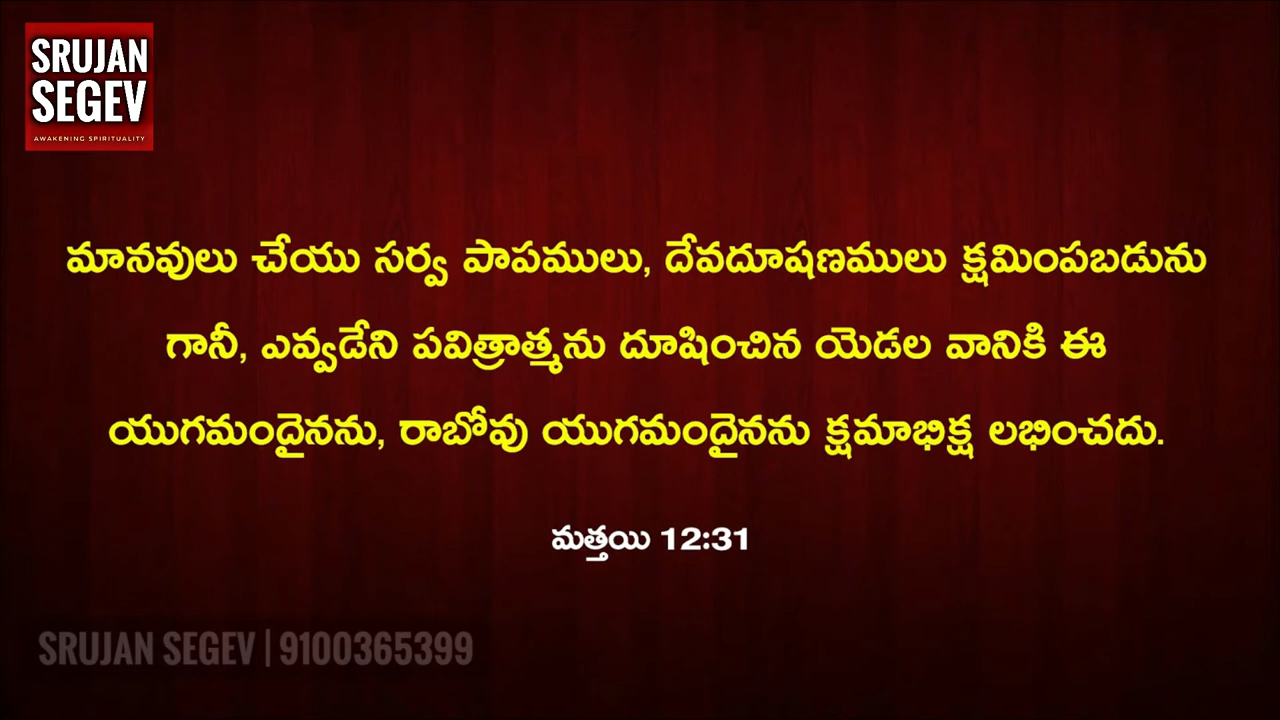 SRUJAN
SEGEV
AWAKENING SPIRITUALITY
మానవులు చేయు సర్వ పాపములు, దేవదూషణములు క్షమింపబడును
గానీ, ఎవ్వడేని పవిత్రాత్మను దూషించిన యెడల వానికి ఈ
యుగమందైనను, రాబోవు యుగమందైనను క్షమాభిక్ష లభించదు.
మత్తయి 12:31
SRUJAN SEGEV | 9100365399